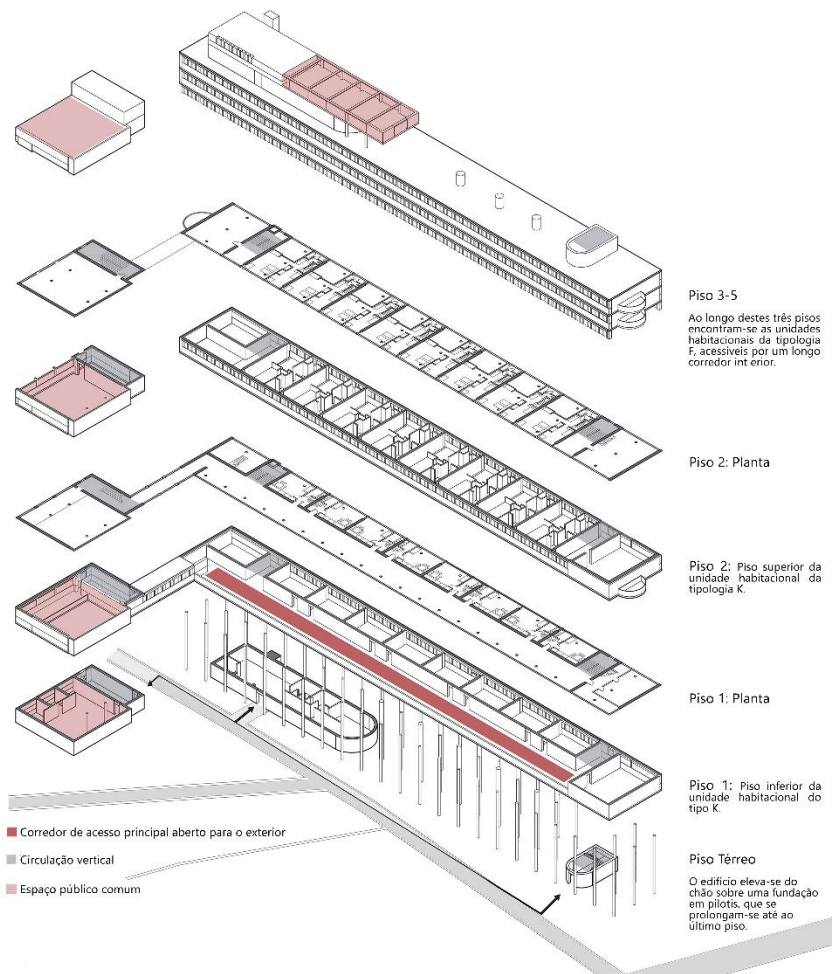 Piso 3-5
Ao longo destes três pisos
encontram-se as unidades
habitacionais da tipologia
F, acessíveis por um longo
corredor int erior.
Piso 2: Planta
Piso 2: Piso superior da
unidade habitacional da
tipologia K.
Piso 1: Planta
Piso 1: Piso inferior da
unidade habitacional do
tipo K.
Piso Térreo
O edifício eleva-se do
chão sobre uma fundação
em pilotis, que se
prolongam-se até ao
último piso.
Corredor de acesso principal aberto para o exterior
Circulação vertical
Espaço público comum